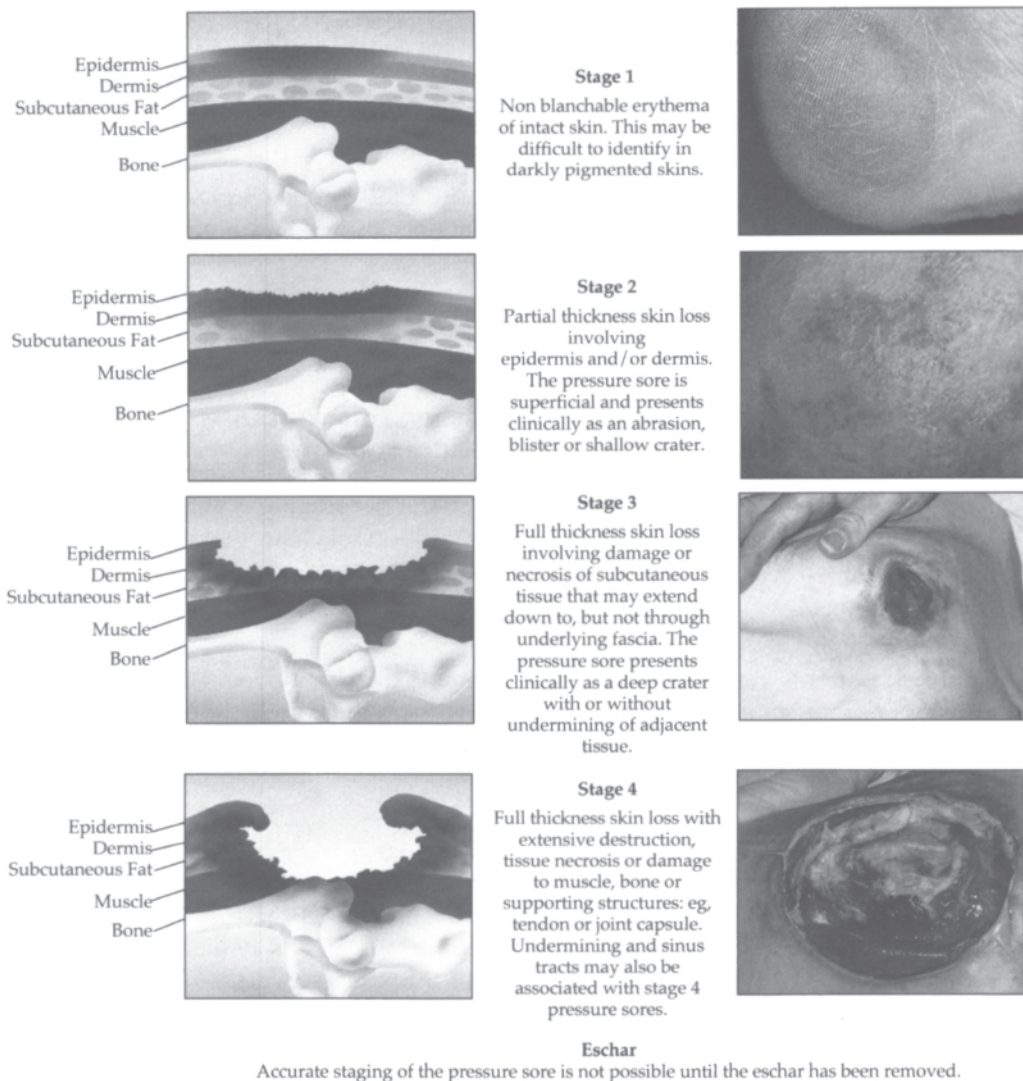 Epidermis
Dermis
Subcutaneous Fat
Muscle
Bone
Stage 1
Non blanchable erythema
of intact skin. This may be
difficult to identify in
darkly pigmented skins.
Epidermis
Dermis
Subcutaneous Fat
Muscle
Bone
Stage 2
Partial thickness skin loss
involving
epidermis and/or dermis.
The pressure sore is
superficial and presents
clinically as an abrasion,
blister or shallow crater.
Epidermis
Dermis
Subcutaneous Fat
Muscle
Bone
Stage 3
Full thickness skin loss
involving damage or
necrosis of subcutaneous
tissue that may extend
down to, but not through
underlying fascia. The
pressure sore presents
clinically as a deep crater
with or without
undermining of adjacent
tissue.
Epidermis
Dermis
Subcutaneous Fat
Muscle
Bone
Stage 4
Full thickness skin loss with
extensive destruction,
tissue necrosis or damage
to muscle, bone or
supporting structures: eg,
tendon or joint capsule.
Undermining and sinus
tracts may also be
associated with stage 4
pressure sores.
Eschar
Accurate staging of the pressure sore is not possible until the eschar has been removed.